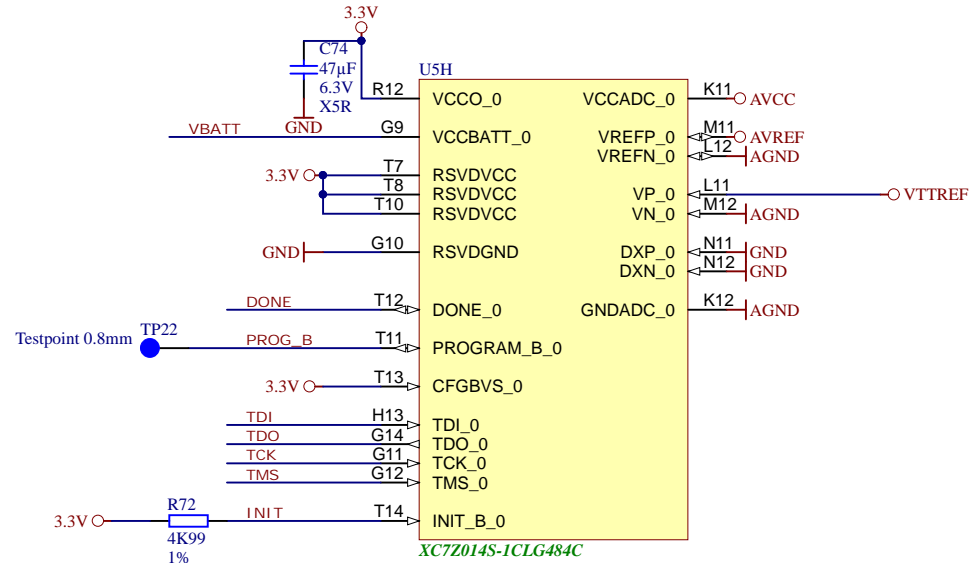 3.3V
C74
47µF
6.3V
X5R
GND
U5H
R12 VCCO_0 VCCADC_0 K11 AVCC
VBATT G9 VCCBATT_0 VREFP_0 M11 AVREF
VREFN_0 L12 AGND
3.3V T7 RSVDVCC
T8 RSVDVCC VP_0 L11 VTTREF
T10 RSVDVCC VN_0 M12 AGND
GND G10 RSVDGND DXP_0 N11 GND
DXN_0 N12 GND
DONE T12 DONE_0 GNDADC_0 K12 AGND
Testpoint 0.8mm TP22 PROG_B T11 PROGRAM_B_0
3.3V T13 CFGBVS_0
TDI H13 TDI_0
TDO G14 TDO_0
TCK G11 TCK_0
TMS G12 TMS_0
R72
3.3V INIT T14 INIT_B_0
4K99
1%
XC7Z014S-1CLG484C